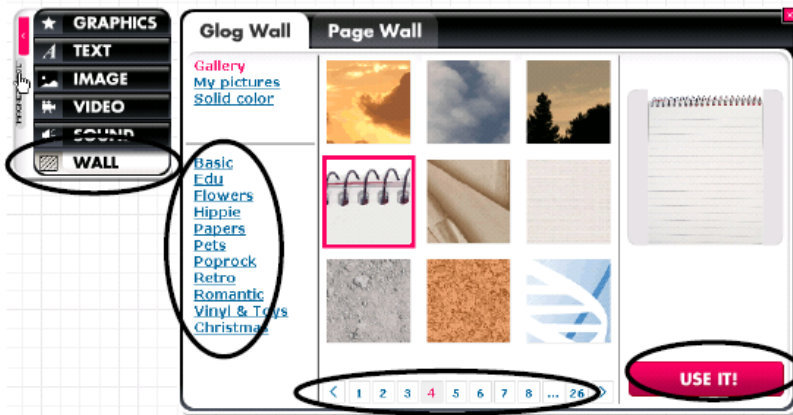 GRAPHICS
TEXT
IMAGE
VIDEO
SOUND
WALL
Glog Wall
Page Wall
Gallery
My pictures
Solid color
Basic
Edu
Flowers
Hippie
Papers
Pets
Poprock
Retro
Romantic
Vinyl & Toys
Christmas
< 1 2 3 4 5 6 7 8 ... 26 >
USE IT!